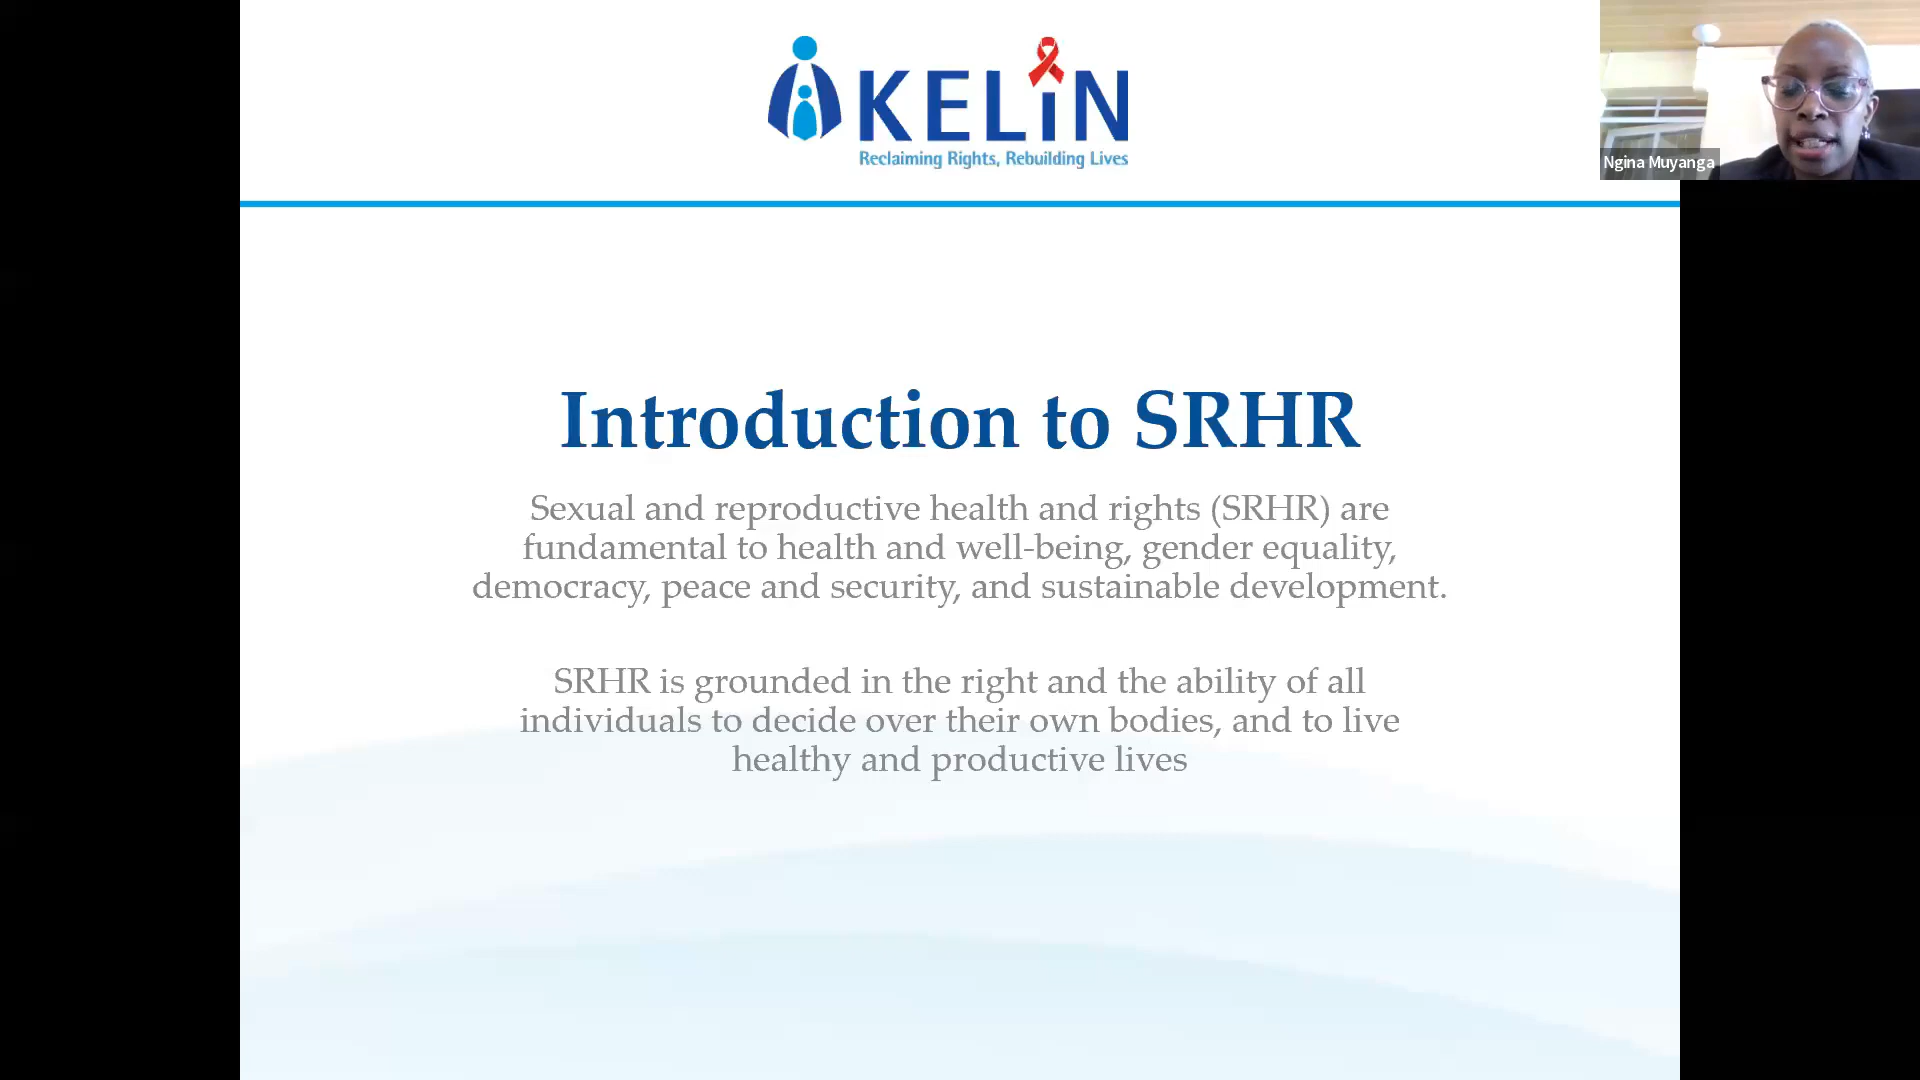 KELIN
Reclaiming Rights, Rebuilding Lives
Ngina Muyanga
Introduction to SRHR
Sexual and reproductive health and rights (SRHR) are
fundamental to health and well-being, gender equality,
democracy, peace and security, and sustainable development.
SRHR is grounded in the right and the ability of all
individuals to decide over their own bodies, and to live
healthy and productive lives